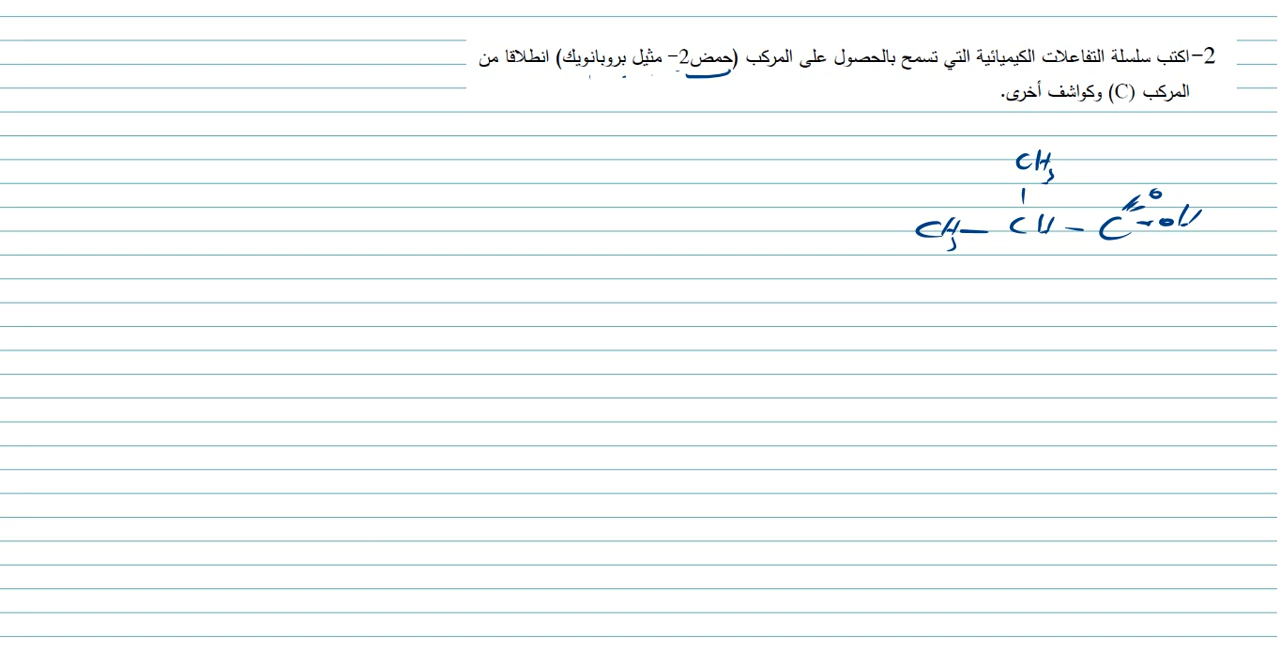 2-اكتب سلسلة التفاعلات الكيميائية التي تسمح بالحصول على المركب (حمض2- مثيل بروبانويك) انطلاقا من
المركب (C) وكواشف أخرى.
CH3
CH3 - CH - C = O - OH